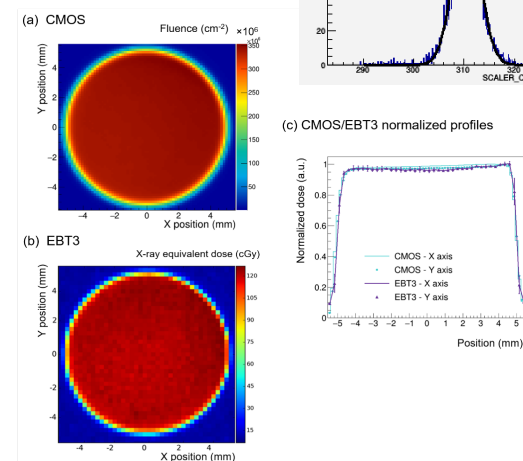 (a) CMOS
Fluence (cm-2) ×10⁶
350
300
250
200
150
100
50
Y position (mm)
4
2
0
-2
-4
-4 -2 0 2 4
X position (mm)
(b) EBT3
X-ray equivalent dose (cGy)
120
105
90
75
60
45
30
15
Y position (mm)
4
2
0
-2
-4
-4 -2 0 2 4
X position (mm)
20
0
290 300 310 320
SCALER_C
(c) CMOS/EBT3 normalized profiles
Normalized dose (a.u.)
1
0.8
0.6
0.4
0.2
0
CMOS - X axis
CMOS - Y axis
EBT3 - X axis
EBT3 - Y axis
−5 −4 −3 −2 −1 0 1 2 3 4 5
Position (mm)